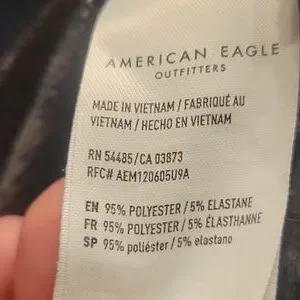 AMERICAN EAGLE
OUTFITTERS
MADE IN VIETNAM / FABRIQUÉ AU
VIETNAM / HECHO EN VIETNAM
RN 54485/CA 03873
RFC# AEM120605U9A
EN 95% POLYESTER / 5% ELASTANE
FR 95% POLYESTER / 5% ÉLASTHANNE
SP 95% poliéster / 5% elastano